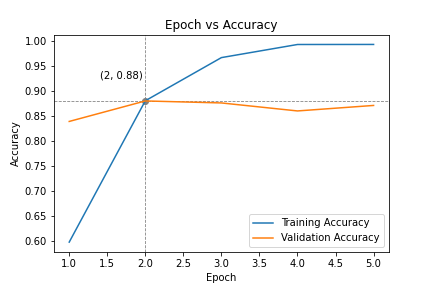 Epoch vs Accuracy
1.00
0.95
0.90
0.85
0.80
0.75
0.70
0.65
0.60
Accuracy
(2, 0.88)
Training Accuracy
Validation Accuracy
1.0 1.5 2.0 2.5 3.0 3.5 4.0 4.5 5.0
Epoch